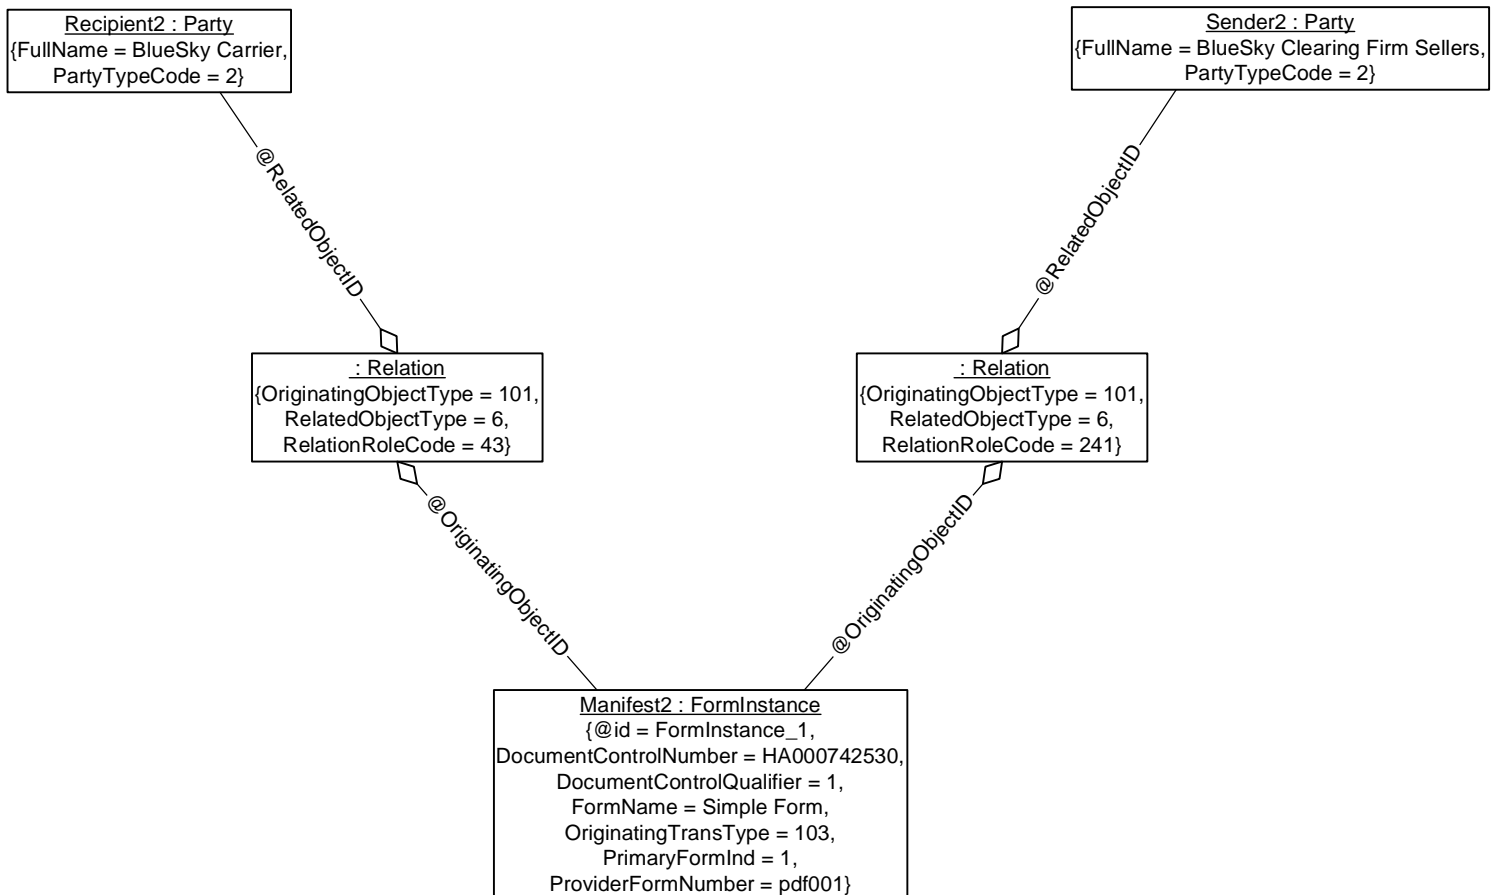 Recipient2 : Party
{FullName = BlueSky Carrier,
PartyTypeCode = 2}
Sender2 : Party
{FullName = BlueSky Clearing Firm Sellers,
PartyTypeCode = 2}
@RelatedObjectID
@RelatedObjectID
: Relation
{OriginatingObjectType = 101,
RelatedObjectType = 6,
RelationRoleCode = 43}
: Relation
{OriginatingObjectType = 101,
RelatedObjectType = 6,
RelationRoleCode = 241}
@OriginatingObjectID
@OriginatingObjectID
Manifest2 : FormInstance
{@id = FormInstance_1,
DocumentControlNumber = HA000742530,
DocumentControlQualifier = 1,
FormName = Simple Form,
OriginatingTransType = 103,
PrimaryFormInd = 1,
ProviderFormNumber = pdf001}